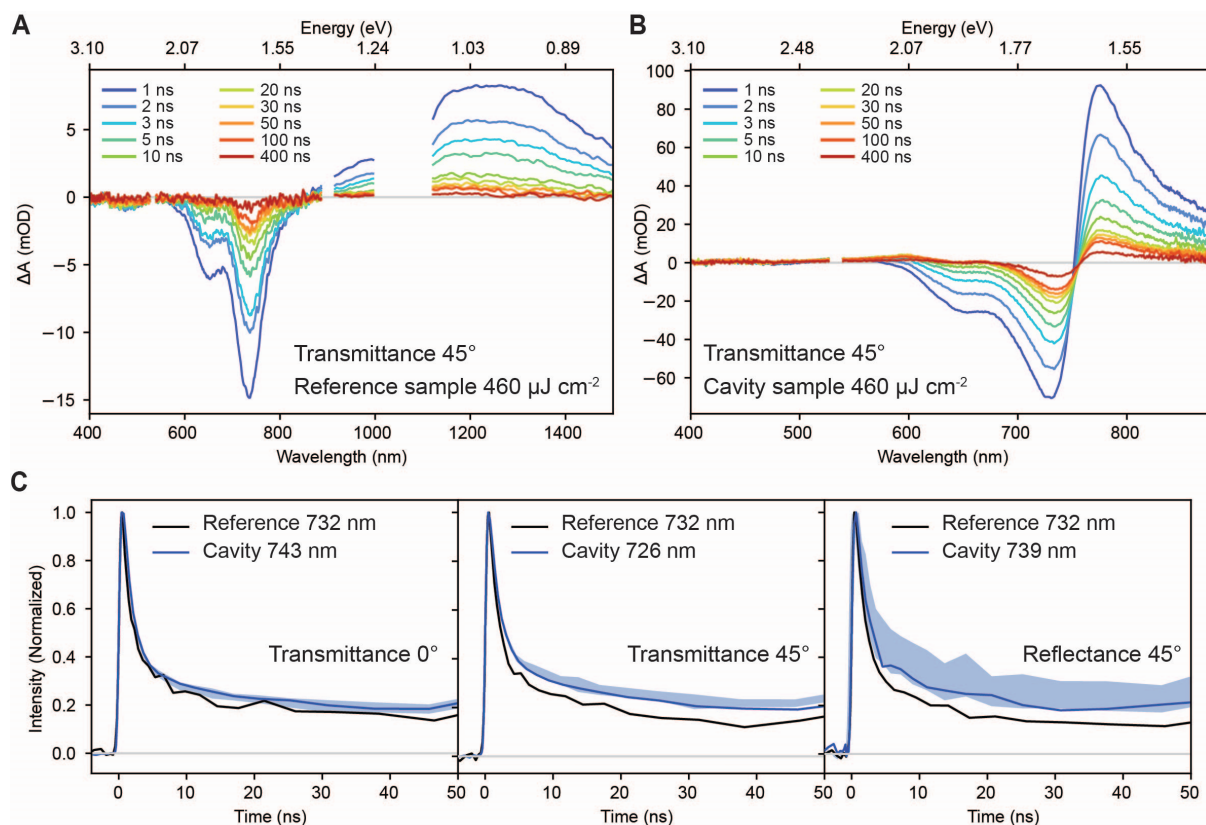 A
Energy (eV)
3.10 2.07 1.55 1.24 1.03 0.89
1 ns 20 ns
2 ns 30 ns
3 ns 50 ns
5 ns 100 ns
10 ns 400 ns
5
0
−5
−10
−15
ΔA (mOD)
Transmittance 45°
Reference sample 460 µJ cm-2
400 600 800 1000 1200 1400
Wavelength (nm)
B
Energy (eV)
3.10 2.48 2.07 1.77 1.55
1 ns 20 ns
2 ns 30 ns
3 ns 50 ns
5 ns 100 ns
10 ns 400 ns
100
80
60
40
20
0
−20
−40
−60
ΔA (mOD)
Transmittance 45°
Cavity sample 460 µJ cm-2
400 500 600 700 800
Wavelength (nm)
C
Intensity (Normalized)
1.0
0.8
0.6
0.4
0.2
0.0
Reference 732 nm
Cavity 743 nm
Transmittance 0°
0 10 20 30 40 50
Time (ns)
Reference 732 nm
Cavity 726 nm
Transmittance 45°
0 10 20 30 40 50
Time (ns)
Reference 732 nm
Cavity 739 nm
Reflectance 45°
0 10 20 30 40 50
Time (ns)